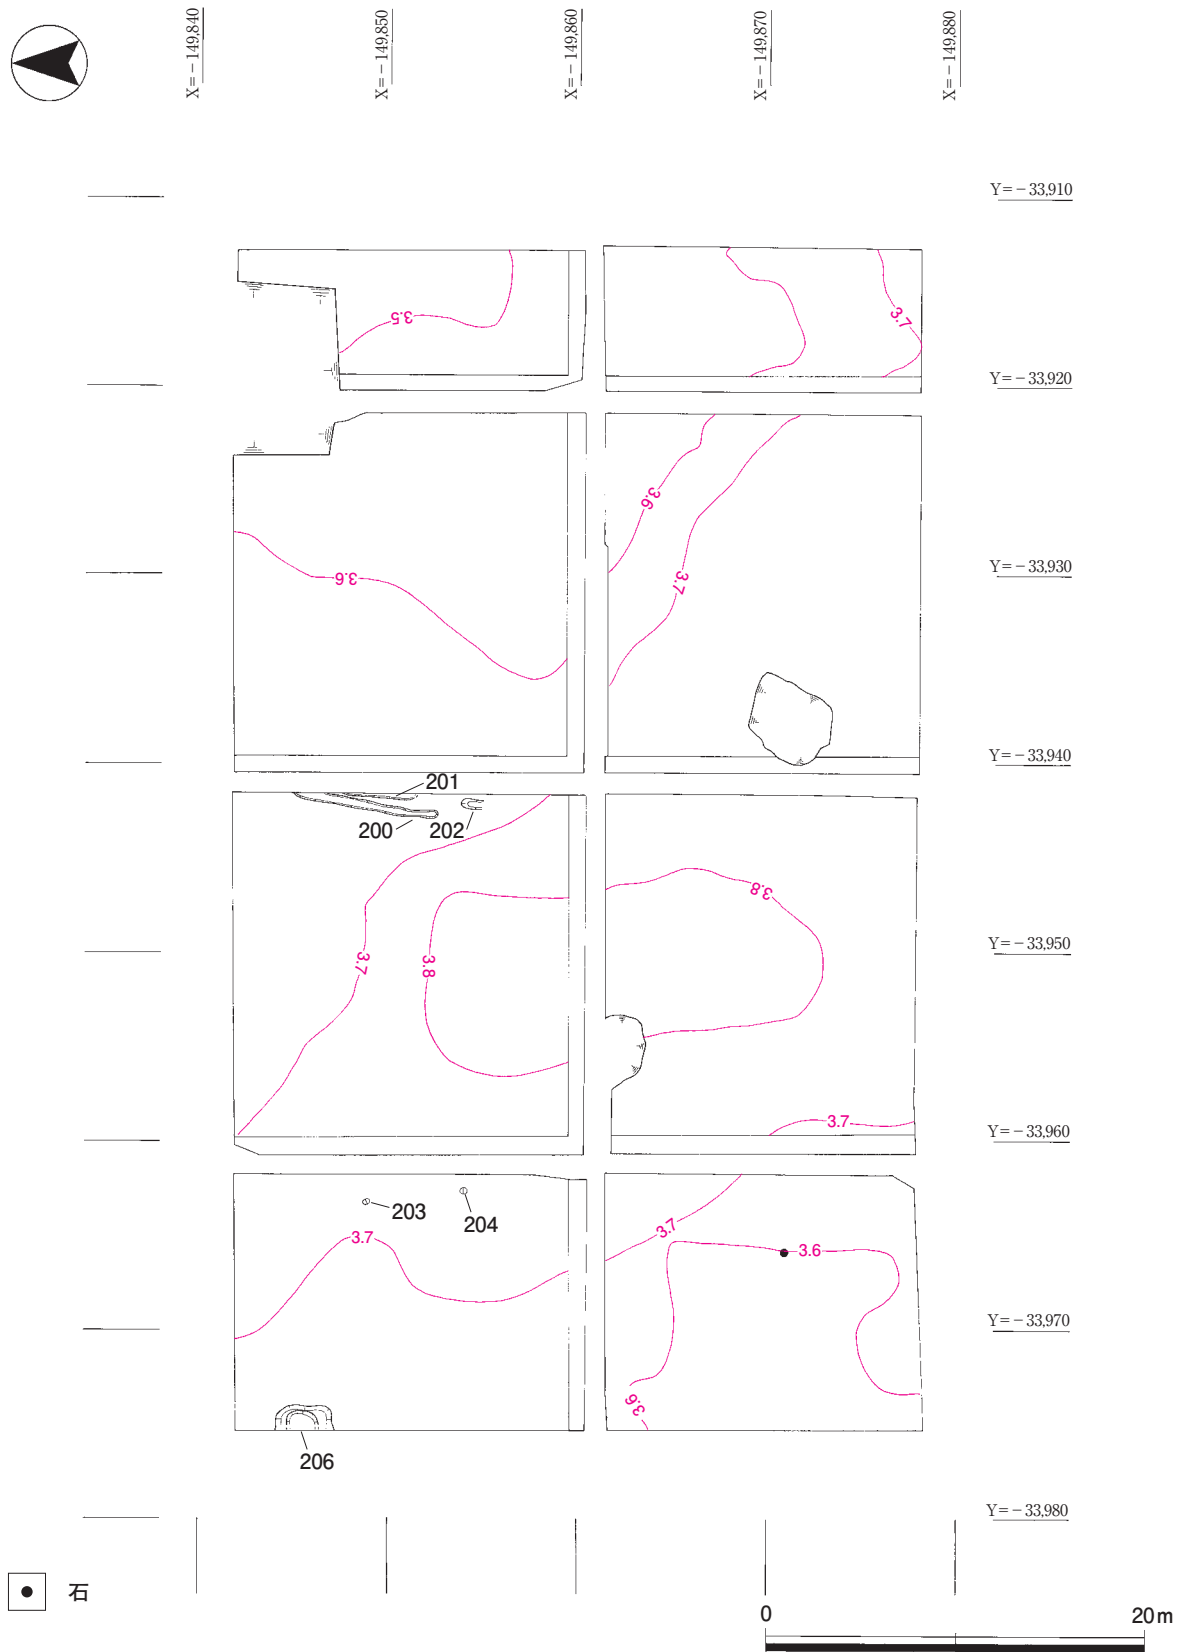 X=－149,840
X=－149,850
X=－149,860
X=－149,870
X=－149,880
Y=－33,910
3.5
3.7
Y=－33,920
3.6
3.6
3.7
Y=－33,930
Y=－33,940
201
200
202
3.8
3.7
3.8
Y=－33,950
3.7
Y=－33,960
203
204
3.7
3.7
3.6
Y=－33,970
3.6
206
Y=－33,980
石
0 20m